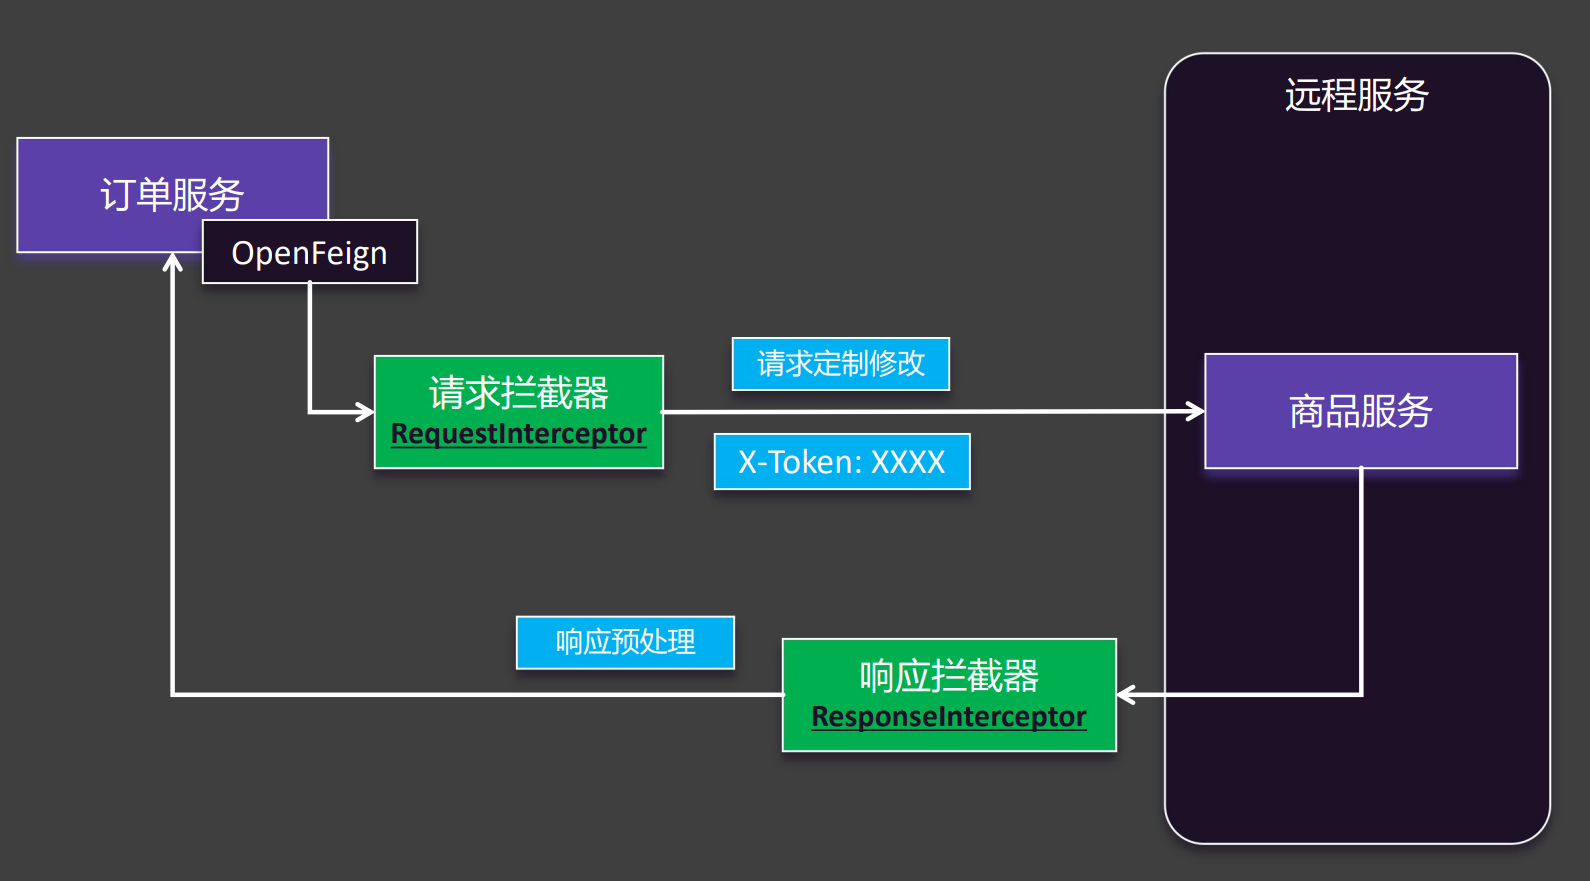 远程服务
订单服务
OpenFeign
请求定制修改
请求拦截器
RequestInterceptor
商品服务
X-Token: XXXX
响应预处理
响应拦截器
ResponseInterceptor